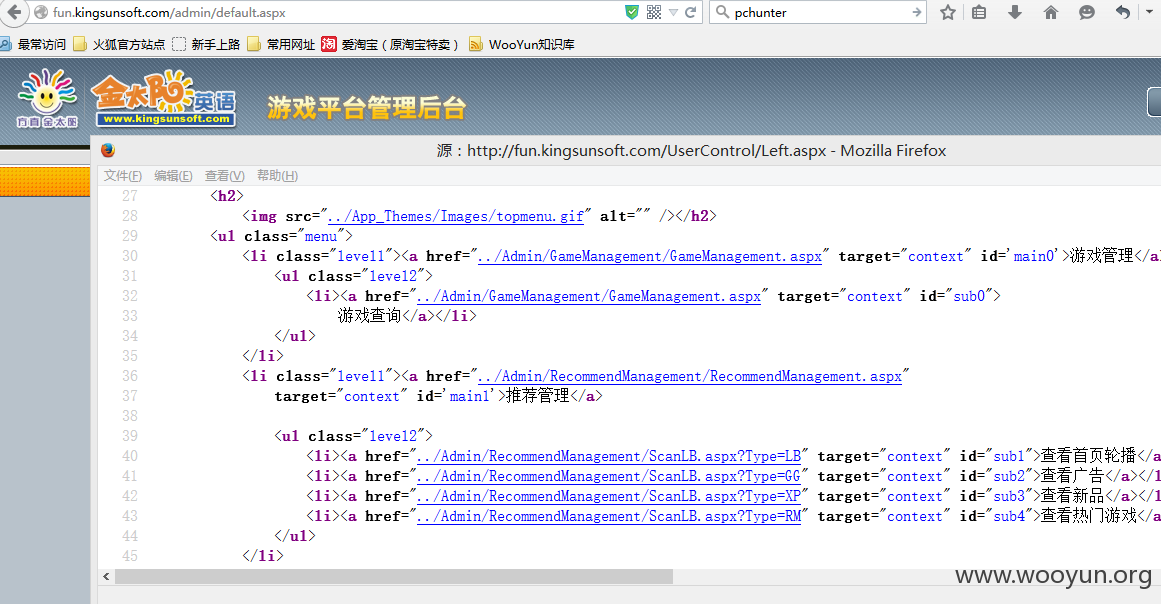 fun.kingsunsoft.com/admin/default.aspx pchunter
最常访问 火狐官方站点 新手上路 常用网址 淘 爱淘宝（原淘宝特卖） WooYun知识库
方直金太阳 金太阳英语 www.kingsunsoft.com 游戏平台管理后台
源：http://fun.kingsunsoft.com/UserControl/Left.aspx - Mozilla Firefox
文件(F) 编辑(E) 查看(V) 帮助(H)
27 <h2>
28 <img src="../App_Themes/Images/topmenu.gif" alt="" /></h2>
29 <ul class="menu">
30 <li class="level1"><a href="../Admin/GameManagement/GameManagement.aspx" target="context" id='main0'>游戏管理</a
31 <ul class="level2">
32 <li><a href="../Admin/GameManagement/GameManagement.aspx" target="context" id="sub0">
33 游戏查询</a></li>
34 </ul>
35 </li>
36 <li class="level1"><a href="../Admin/RecommendManagement/RecommendManagement.aspx"
37 target="context" id='main1'>推荐管理</a>
38
39 <ul class="level2">
40 <li><a href="../Admin/RecommendManagement/ScanLB.aspx?Type=LB" target="context" id="sub1">查看首页轮播</a
41 <li><a href="../Admin/RecommendManagement/ScanLB.aspx?Type=GG" target="context" id="sub2">查看广告</a></l
42 <li><a href="../Admin/RecommendManagement/ScanLB.aspx?Type=XP" target="context" id="sub3">查看新品</a></l
43 <li><a href="../Admin/RecommendManagement/ScanLB.aspx?Type=RM" target="context" id="sub4">查看热门游戏</a
44 </ul>
45 </li>
www.wooyun.org